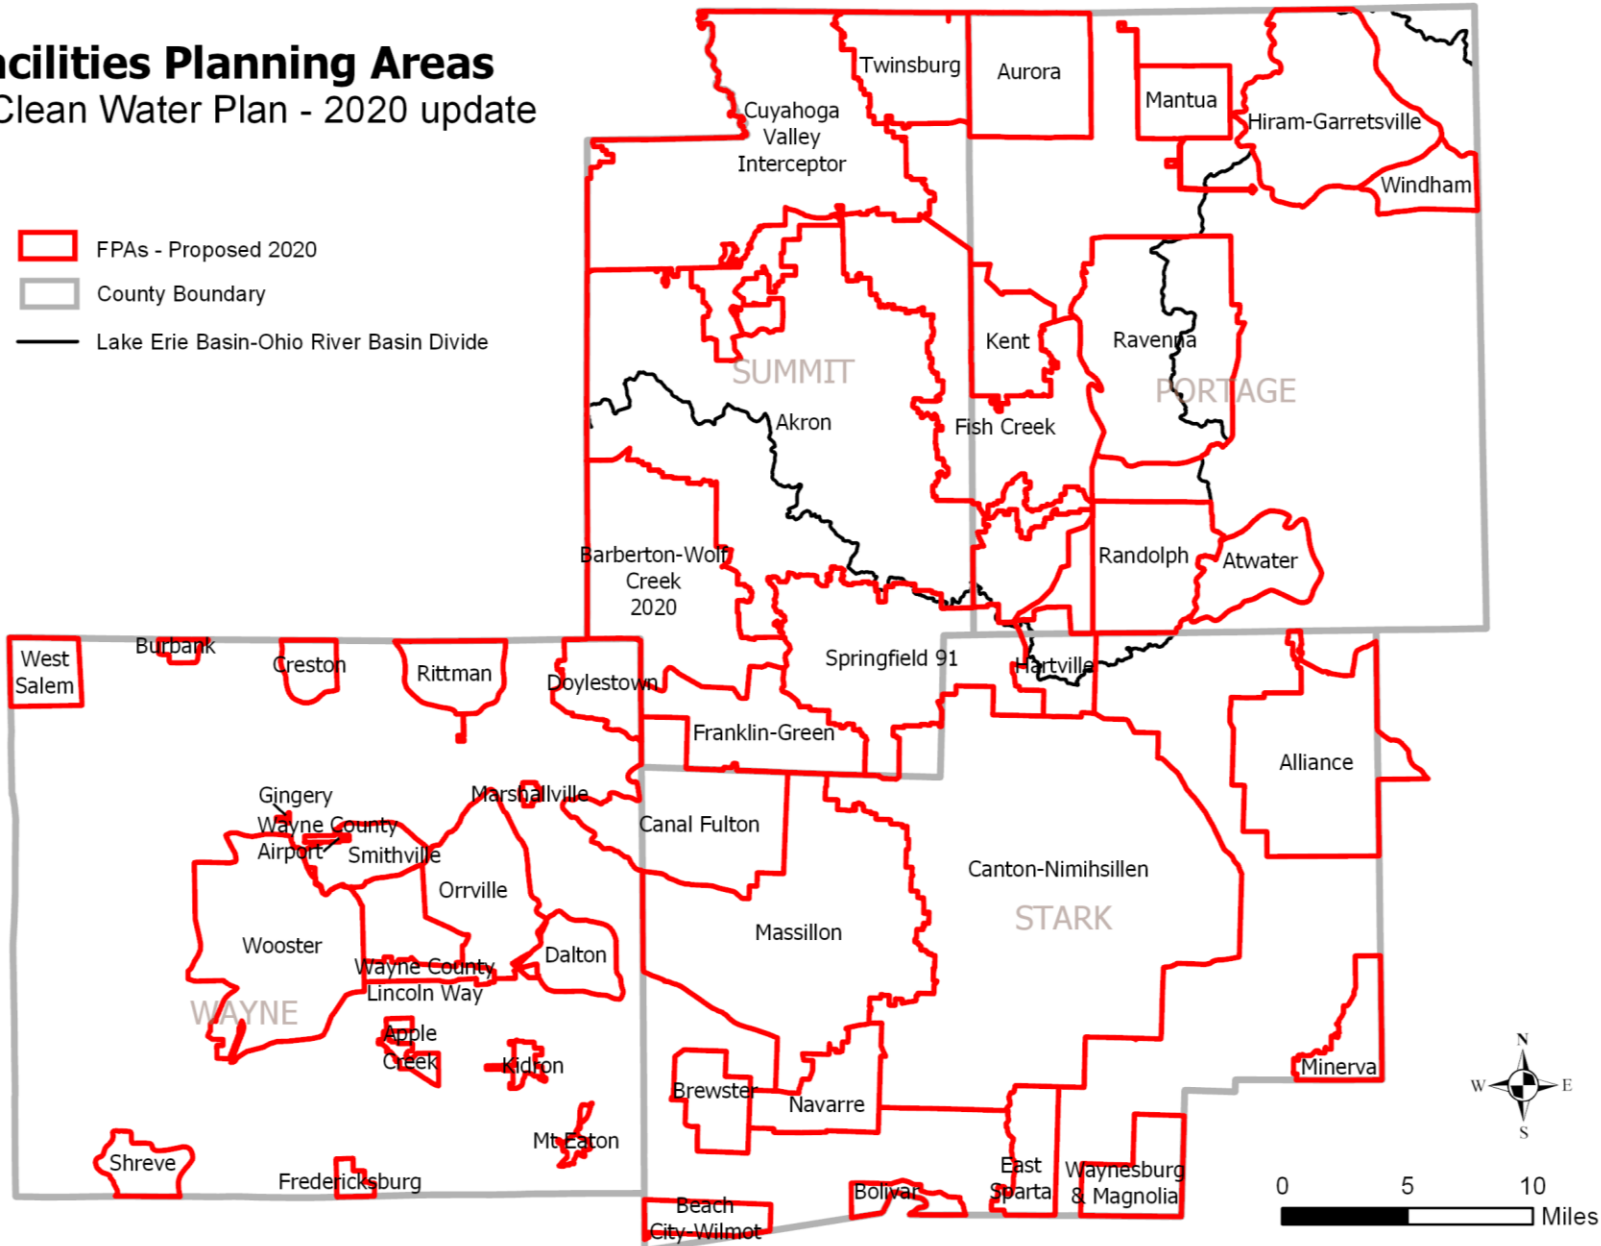 acilities Planning Areas
Clean Water Plan - 2020 update
FPAs - Proposed 2020
County Boundary
Lake Erie Basin-Ohio River Basin Divide
Twinsburg
Aurora
Mantua
Cuyahoga
Valley
Interceptor
Hiram-Garretsville
Windham
Kent
Ravenna
SUMMIT
PORTAGE
Akron
Fish Creek
Barberton-Wolf
Creek
2020
Randolph
Atwater
West
Salem
Burbank
Creston
Rittman
Doylestown
Springfield 91
Hartville
Franklin-Green
Alliance
Gingery
Marshallville
Wayne County
Airport
Smithville
Canal Fulton
Orrville
Canton-Nimihsillen
STARK
Massillon
Wooster
Dalton
Wayne County
Lincoln Way
WAYNE
Apple
Creek
Kidron
Minerva
Brewster
Navarre
Mt Eaton
Shreve
Fredericksburg
East
Sparta
Waynesburg
& Magnolia
Bolivar
Beach
City-Wilmot
N
W
E
S
0 5 10
Miles